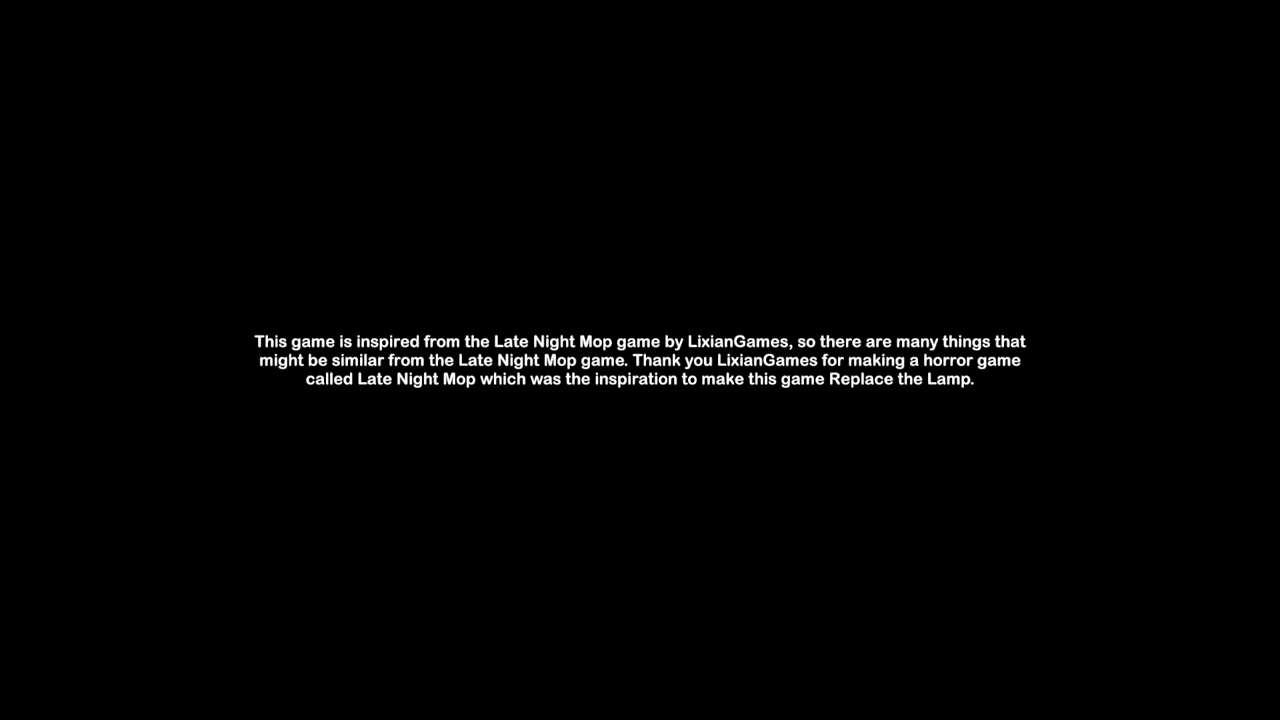 This game is inspired from the Late Night Mop game by LixianGames, so there are many things that
might be similar from the Late Night Mop game. Thank you LixianGames for making a horror game
called Late Night Mop which was the inspiration to make this game Replace the Lamp.